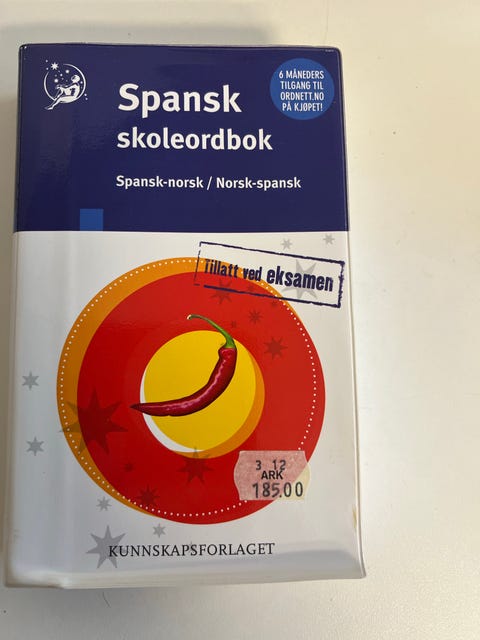 6 MÅNEDERS
TILGANG TIL
ORDNETT.NO
PÅ KJØPET!
Spansk
skoleordbok
Spansk-norsk / Norsk-spansk
Tillatt ved eksamen
3 12
ARK
185.00
KUNNSKAPSFORLAGET